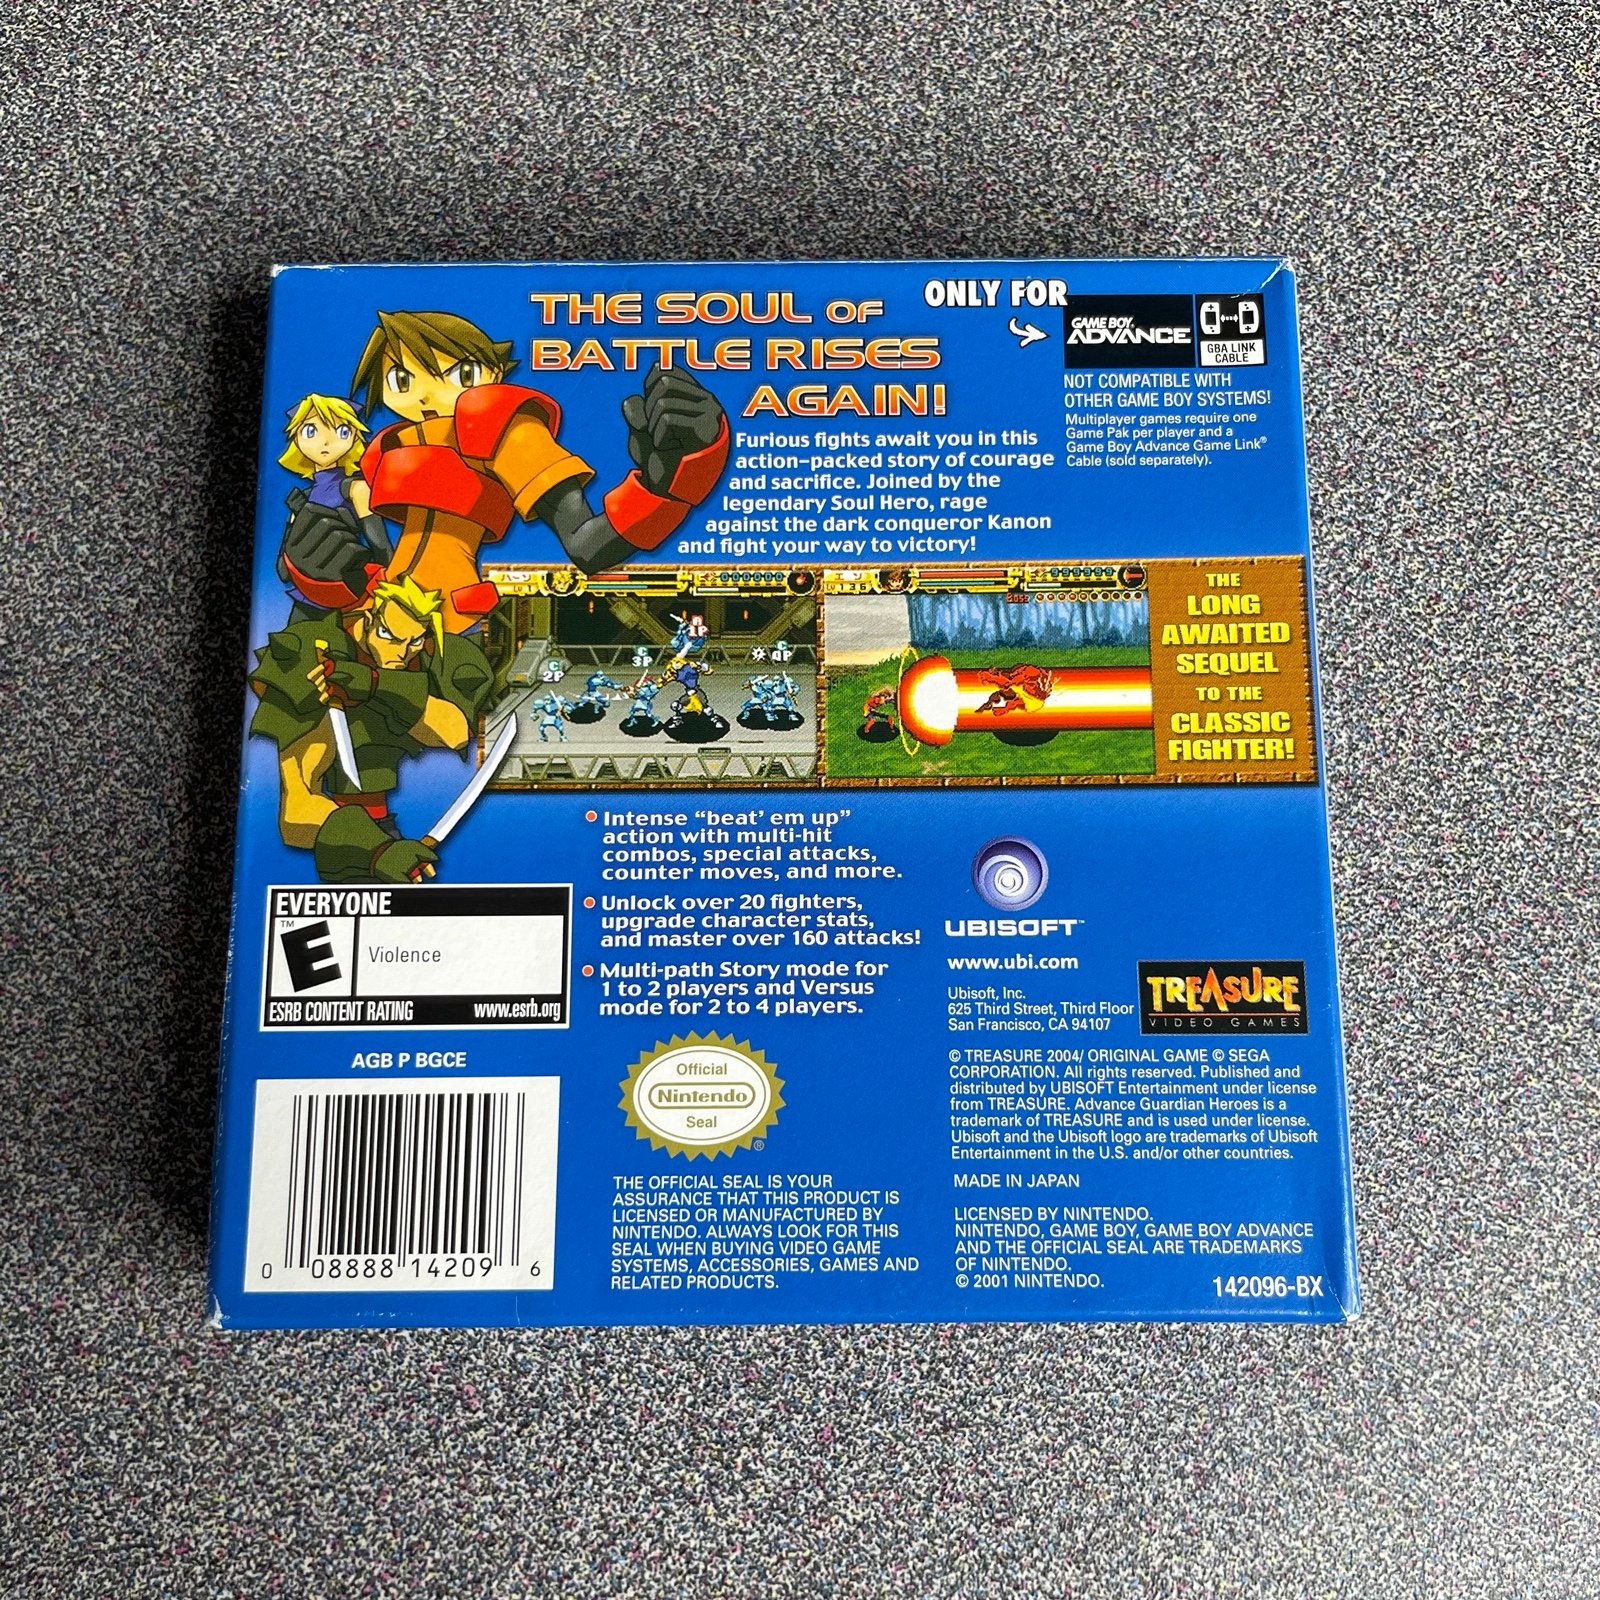 THE SOUL OF
BATTLE RISES
AGAIN!
ONLY FOR
GAME BOY
ADVANCE
GBA LINK
CABLE
NOT COMPATIBLE WITH
OTHER GAME BOY SYSTEMS!
Multiplayer games require one
Game Pak per player and a
Game Boy Advance Game Link®
Cable (sold separately).
Furious fights await you in this
action-packed story of courage
and sacrifice. Joined by the
legendary Soul Hero, rage
against the dark conqueror Kanon
and fight your way to victory!
THE
LONG
AWAITED
SEQUEL
TO THE
CLASSIC
FIGHTER!
• Intense “beat’ em up”
action with multi-hit
combos, special attacks,
counter moves, and more.
• Unlock over 20 fighters,
upgrade character stats,
and master over 160 attacks!
• Multi-path Story mode for
1 to 2 players and Versus
mode for 2 to 4 players.
EVERYONE
E™
Violence
ESRB CONTENT RATING www.esrb.org
AGB P BGCE
0 08888 14209 6
Official
Nintendo
Seal
®
THE OFFICIAL SEAL IS YOUR
ASSURANCE THAT THIS PRODUCT IS
LICENSED OR MANUFACTURED BY
NINTENDO. ALWAYS LOOK FOR THIS
SEAL WHEN BUYING VIDEO GAME
SYSTEMS, ACCESSORIES, GAMES AND
RELATED PRODUCTS.
UBISOFT™
www.ubi.com
Ubisoft, Inc.
625 Third Street, Third Floor
San Francisco, CA 94107
TREASURE
VIDEO GAMES
© TREASURE 2004/ ORIGINAL GAME © SEGA
CORPORATION. All rights reserved. Published and
distributed by UBISOFT Entertainment under license
from TREASURE. Advance Guardian Heroes is a
trademark of TREASURE and is used under license.
Ubisoft and the Ubisoft logo are trademarks of Ubisoft
Entertainment in the U.S. and/or other countries.
MADE IN JAPAN
LICENSED BY NINTENDO.
NINTENDO, GAME BOY, GAME BOY ADVANCE
AND THE OFFICIAL SEAL ARE TRADEMARKS
OF NINTENDO.
© 2001 NINTENDO.
142096-BX